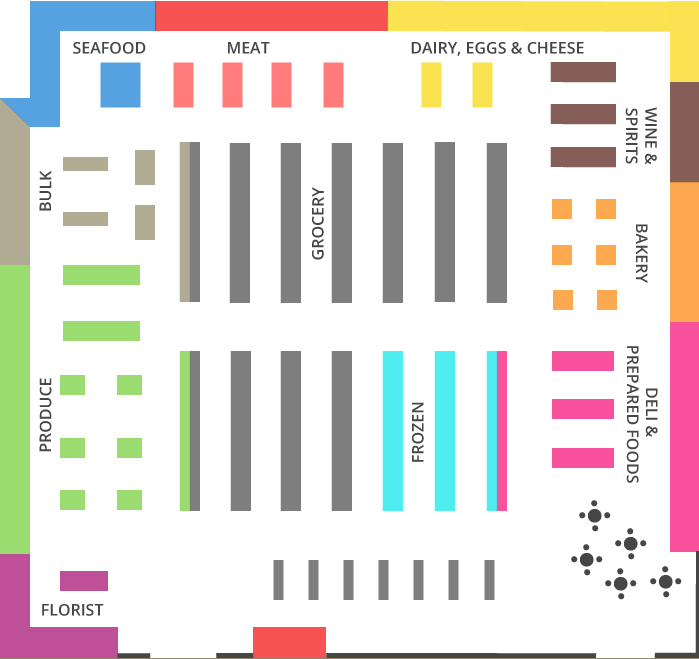 SEAFOOD
MEAT
DAIRY, EGGS & CHEESE
WINE &
SPIRITS
BULK
GROCERY
BAKERY
PRODUCE
FROZEN
DELI &
PREPARED FOODS
FLORIST